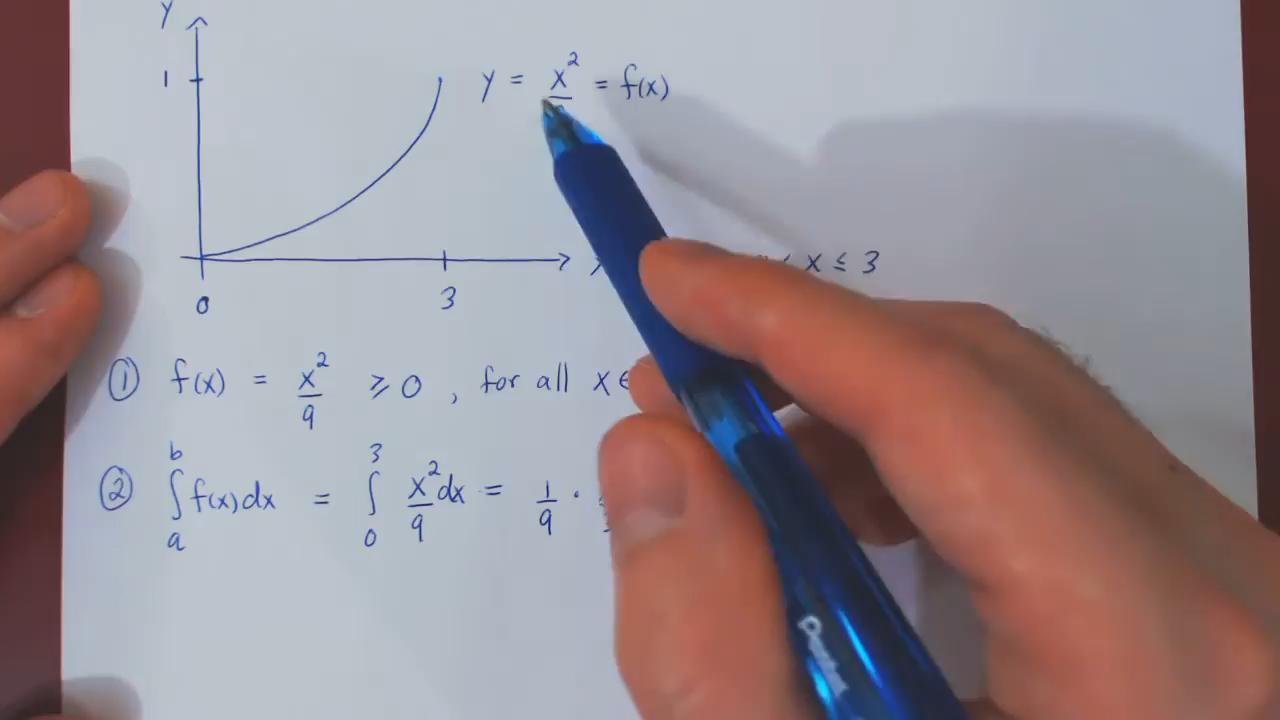 Y
1
y = x² = f(x)
x ≤ 3
0 3
① f(x) = x²/9 ≥ 0 , for all x ∈
② ∫ₐᵇ f(x)dx = ∫₀³ x²/9 dx = 1/9 ·
Pentel